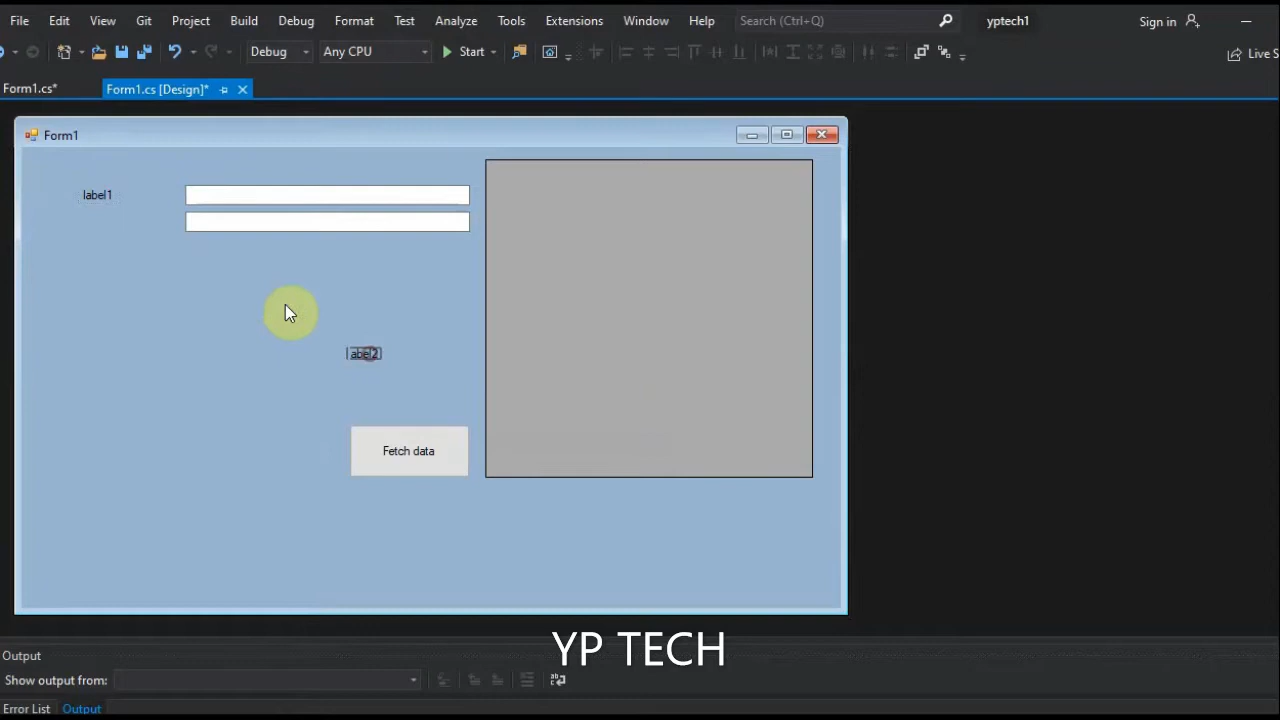 File Edit View Git Project Build Debug Format Test Analyze Tools Extensions Window Help Search (Ctrl+Q) yptech1 Sign in
Debug Any CPU Start Live S
Form1.cs* Form1.cs [Design]*
Form1
label1
label2
Fetch data
YP TECH
Output
Show output from:
Error List Output